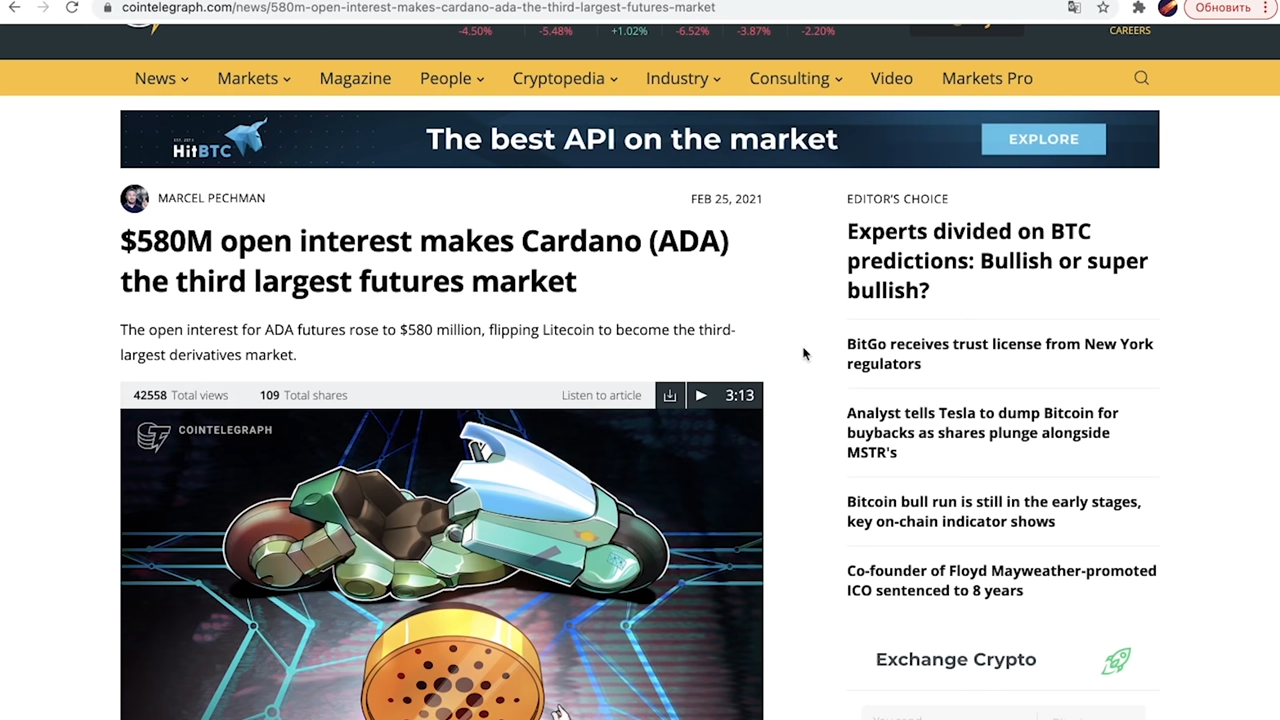 cointelegraph.com/news/580m-open-interest-makes-cardano-ada-the-third-largest-futures-market
Обновить
-4.50% -5.48% +1.02% -6.52% -3.87% -2.20%
CAREERS
News Markets Magazine People Cryptopedia Industry Consulting Video Markets Pro
HitBTC
The best API on the market
EXPLORE
MARCEL PECHMAN
FEB 25, 2021
$580M open interest makes Cardano (ADA)
the third largest futures market
The open interest for ADA futures rose to $580 million, flipping Litecoin to become the third-
largest derivatives market.
42558 Total views 109 Total shares Listen to article 3:13
COINTELEGRAPH
EDITOR'S CHOICE
Experts divided on BTC
predictions: Bullish or super
bullish?
BitGo receives trust license from New York
regulators
Analyst tells Tesla to dump Bitcoin for
buybacks as shares plunge alongside
MSTR's
Bitcoin bull run is still in the early stages,
key on-chain indicator shows
Co-founder of Floyd Mayweather-promoted
ICO sentenced to 8 years
Exchange Crypto